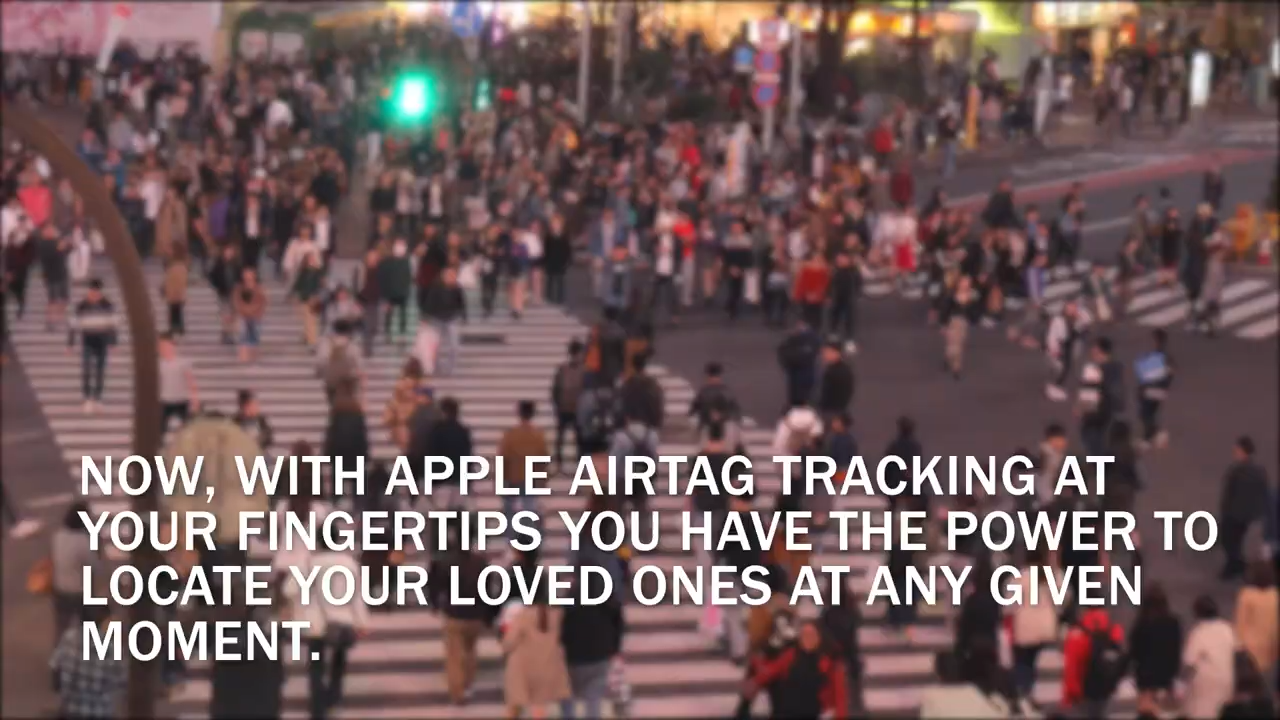 NOW, WITH APPLE AIRTAG TRACKING AT
YOUR FINGERTIPS YOU HAVE THE POWER TO
LOCATE YOUR LOVED ONES AT ANY GIVEN
MOMENT.